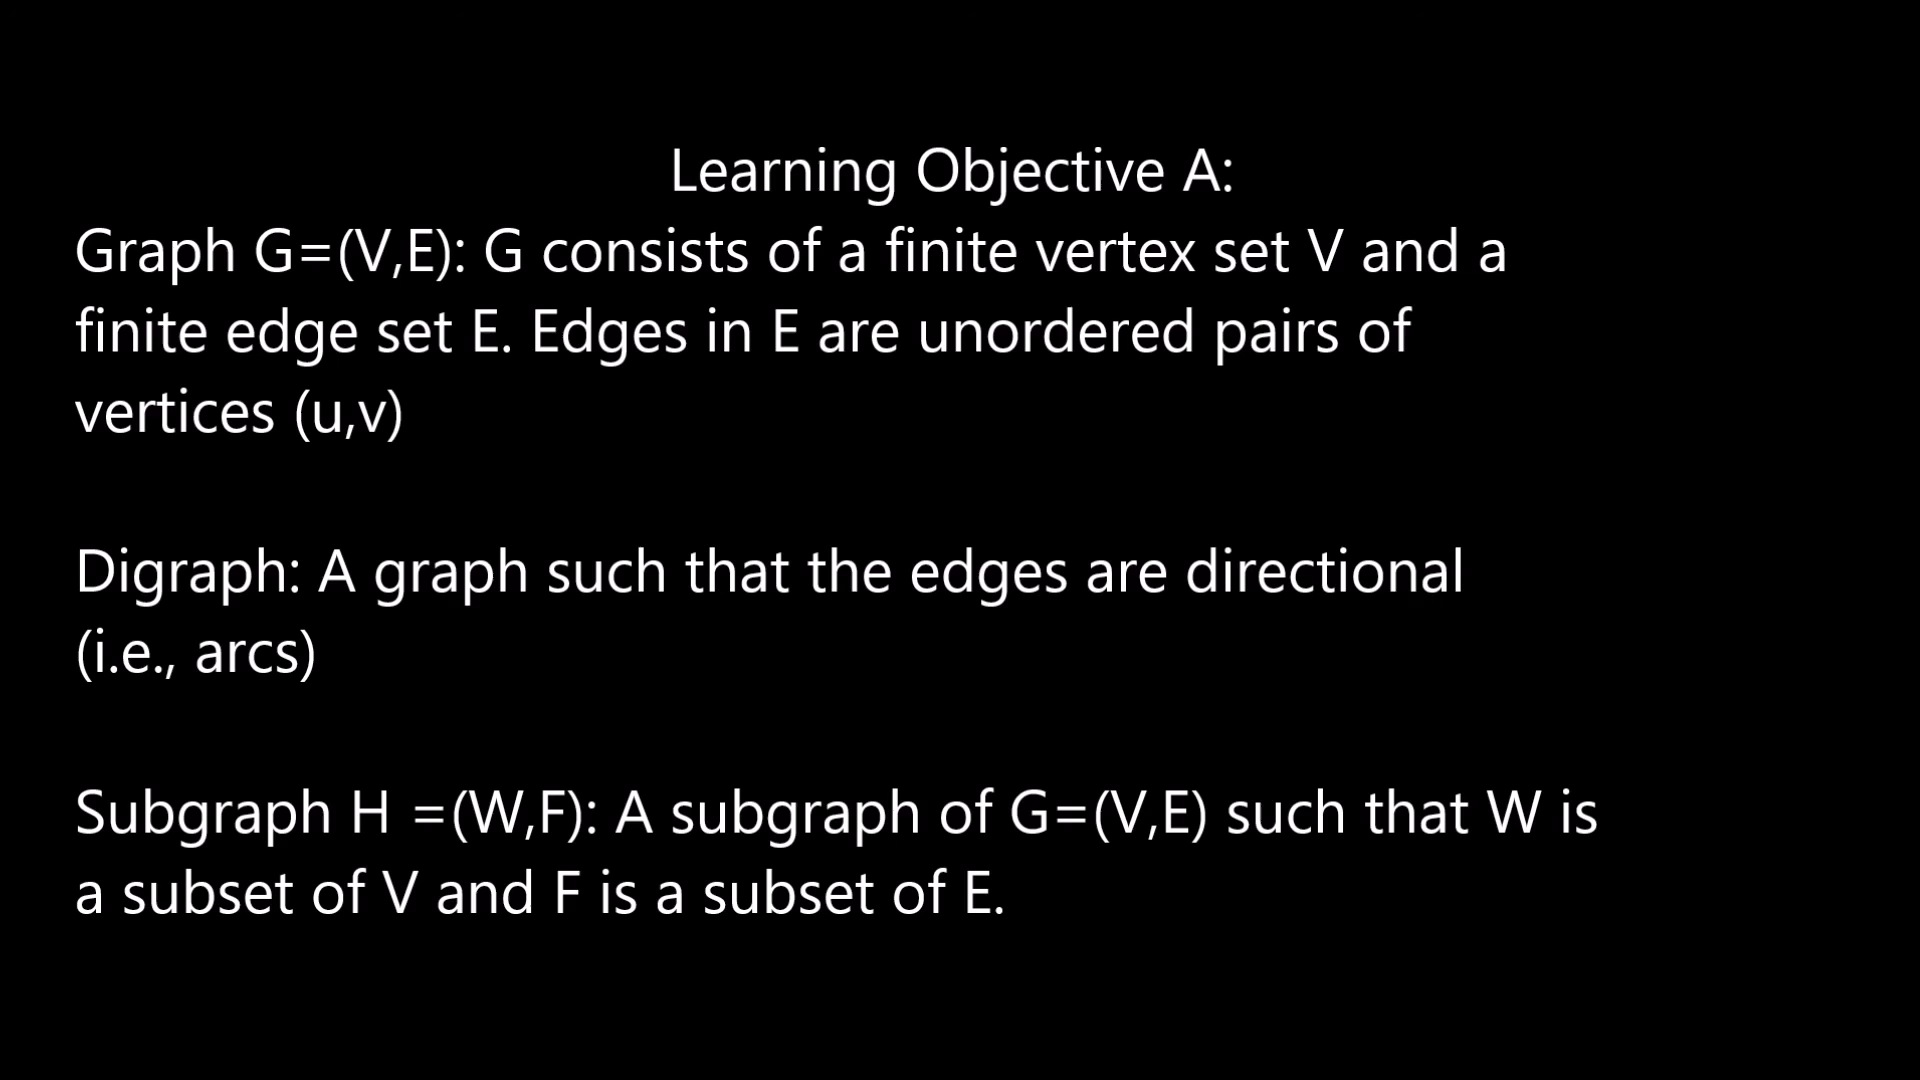 Learning Objective A:
Graph G=(V,E): G consists of a finite vertex set V and a
finite edge set E. Edges in E are unordered pairs of
vertices (u,v)
Digraph: A graph such that the edges are directional
(i.e., arcs)
Subgraph H =(W,F): A subgraph of G=(V,E) such that W is
a subset of V and F is a subset of E.